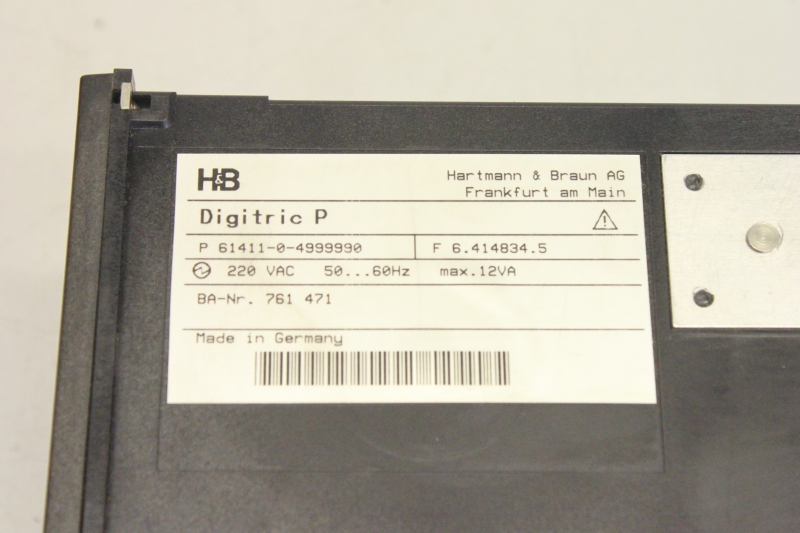 H&B
Hartmann & Braun AG
Frankfurt am Main
Digitric P
P 61411-0-4999990 F 6.414834.5
220 VAC 50...60Hz max.12VA
BA-Nr. 761 471
Made in Germany